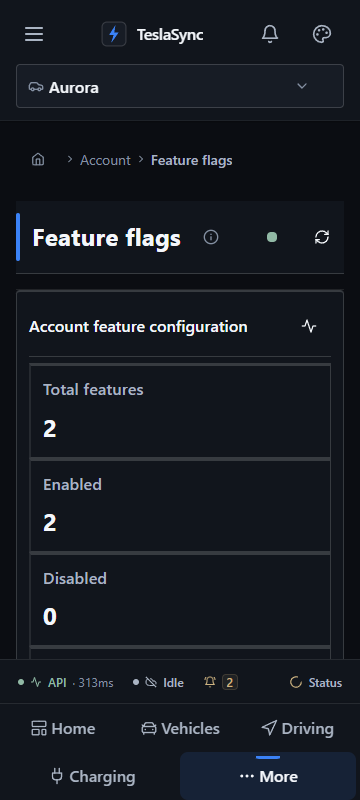 TeslaSync
Aurora
Account Feature flags
Feature flags
Account feature configuration
Total features
2
Enabled
2
Disabled
0
API · 313ms Idle 2 Status
Home Vehicles Driving
Charging More